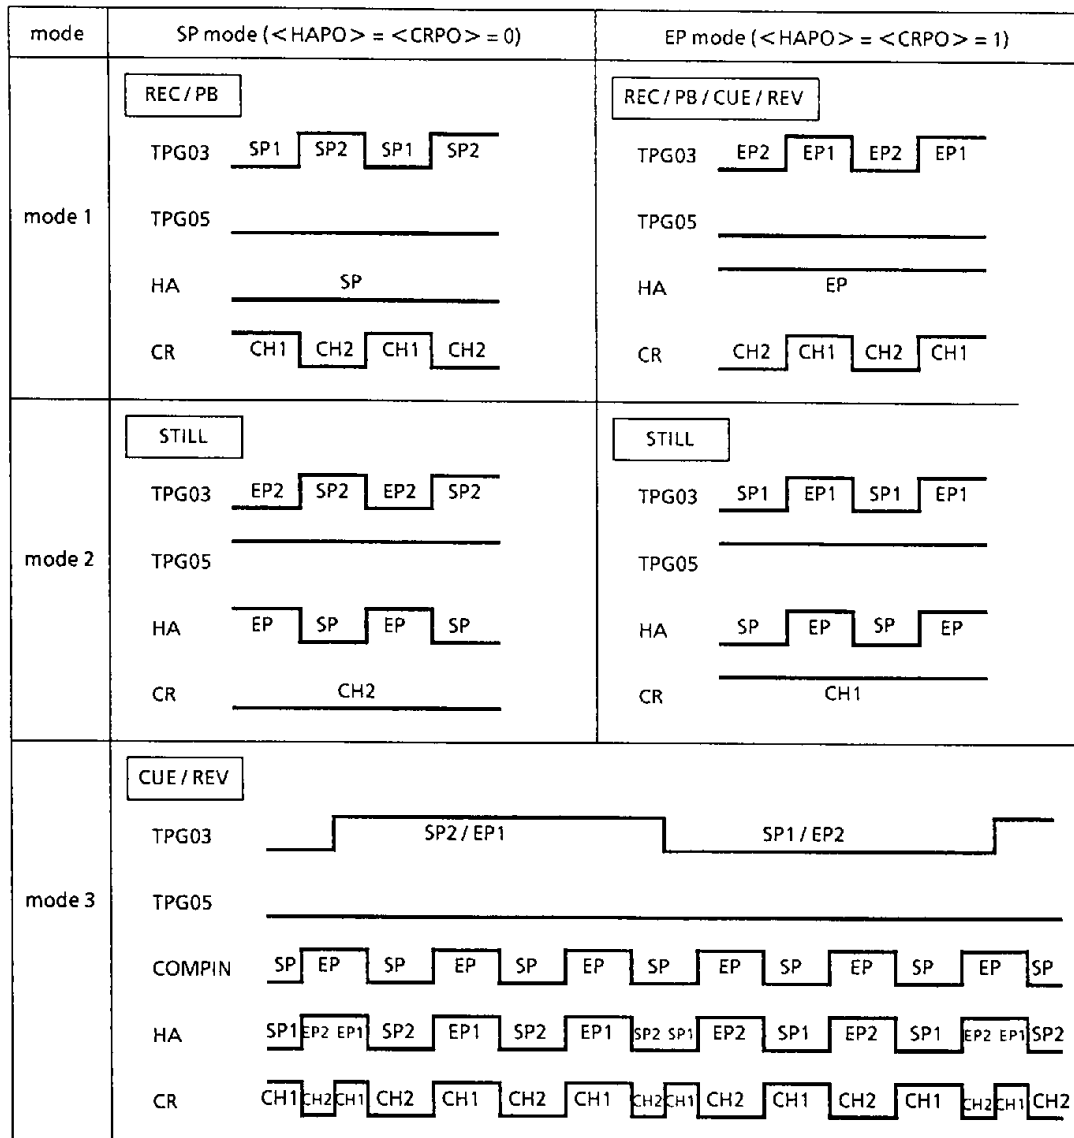 mode SP mode (<HAPO> = <CRPO> = 0) EP mode (<HAPO> = <CRPO> = 1)
mode 1
REC / PB
TPG03 SP1 SP2 SP1 SP2
TPG05
HA SP
CR CH1 CH2 CH1 CH2
REC / PB / CUE / REV
TPG03 EP2 EP1 EP2 EP1
TPG05
HA EP
CR CH2 CH1 CH2 CH1
mode 2
STILL
TPG03 EP2 SP2 EP2 SP2
TPG05
HA EP SP EP SP
CR CH2
STILL
TPG03 SP1 EP1 SP1 EP1
TPG05
HA SP EP SP EP
CR CH1
mode 3
CUE / REV
TPG03 SP2 / EP1 SP1 / EP2
TPG05
COMPIN SP EP SP EP SP EP SP EP SP EP SP EP SP
HA SP1 EP2 EP1 SP2 EP1 SP2 EP1 SP2 SP1 EP2 SP1 EP2 SP1 EP2 EP1 SP2
CR CH1 CH2 CH1 CH2 CH1 CH2 CH1 CH2 CH1 CH2 CH1 CH2 CH1 CH2 CH1 CH2